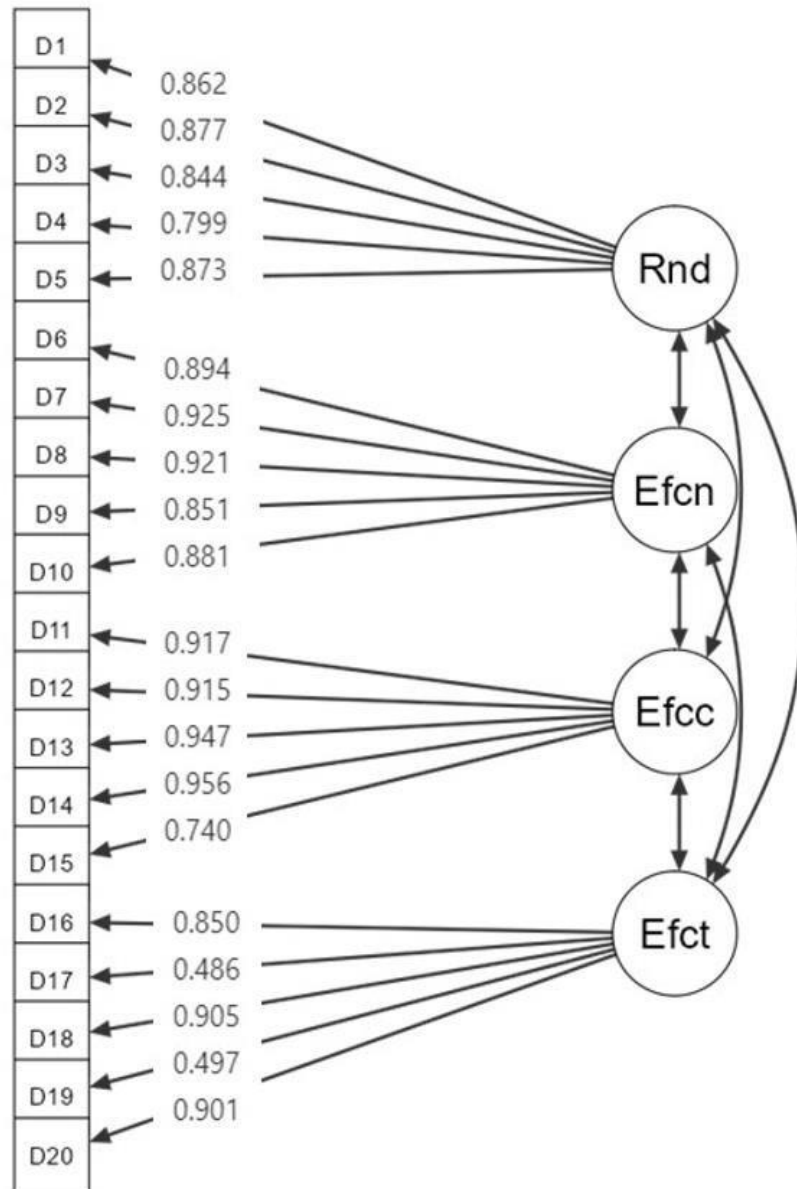 D1
D2
D3
D4
D5
D6
D7
D8
D9
D10
D11
D12
D13
D14
D15
D16
D17
D18
D19
D20
0.862
0.877
0.844
0.799
0.873
0.894
0.925
0.921
0.851
0.881
0.917
0.915
0.947
0.956
0.740
0.850
0.486
0.905
0.497
0.901
Rnd
Efcn
Efcc
Efct